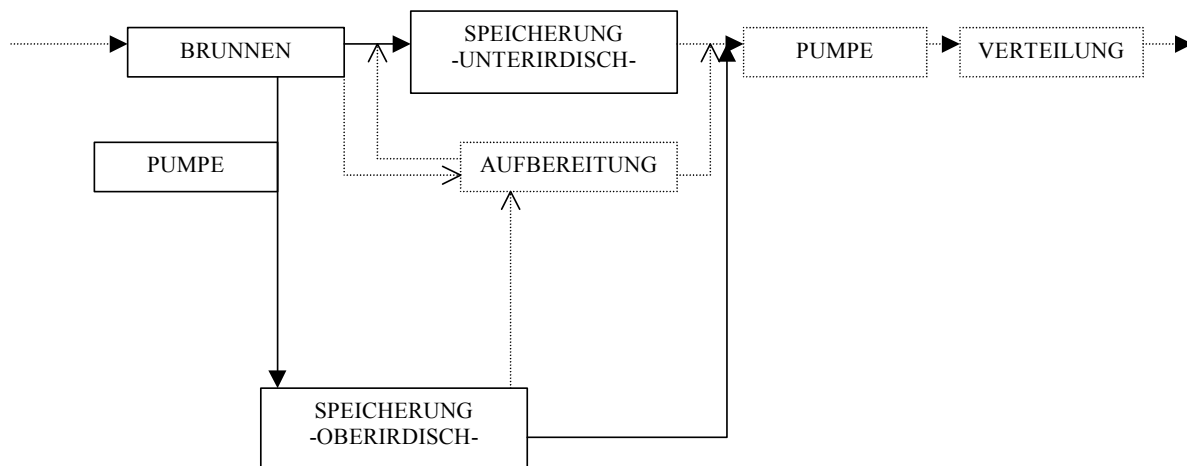 BRUNNEN
SPEICHERUNG
-UNTERIRDISCH-
PUMPE
VERTEILUNG
PUMPE
AUFBEREITUNG
SPEICHERUNG
-OBERIRDISCH-